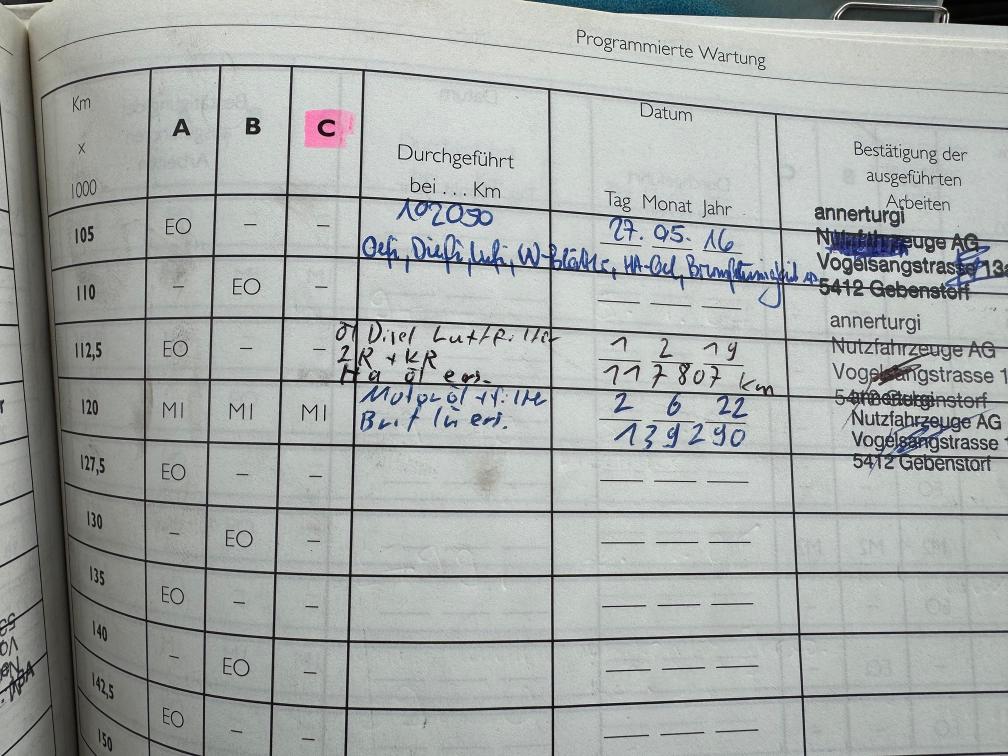 Programmierte Wartung
Km x 1000
A B C
Durchgeführt bei ... Km
Datum
Tag Monat Jahr
Bestätigung der ausgeführten Arbeiten
105 EO – –
102050
27. 05. 16
annerturgi
Nutzfahrzeuge AG
Vogelsangstrasse
5412 Gebenstorf
110 – EO –
112,5 EO – –
öl Disel Luftfilter
2R + KR
Ha öl ers.
1 2 19
117807 km
annerturgi
Nutzfahrzeuge AG
Vogelsangstrasse 1
120 MI MI MI
Motoröl + filter
ers.
2 6 22
139290
Nutzfahrzeuge AG
Vogelsangstrasse
5412 Gebenstorf
127,5 EO –
130 – EO –
135 EO – –
140 – EO –
142,5 EO – –
150